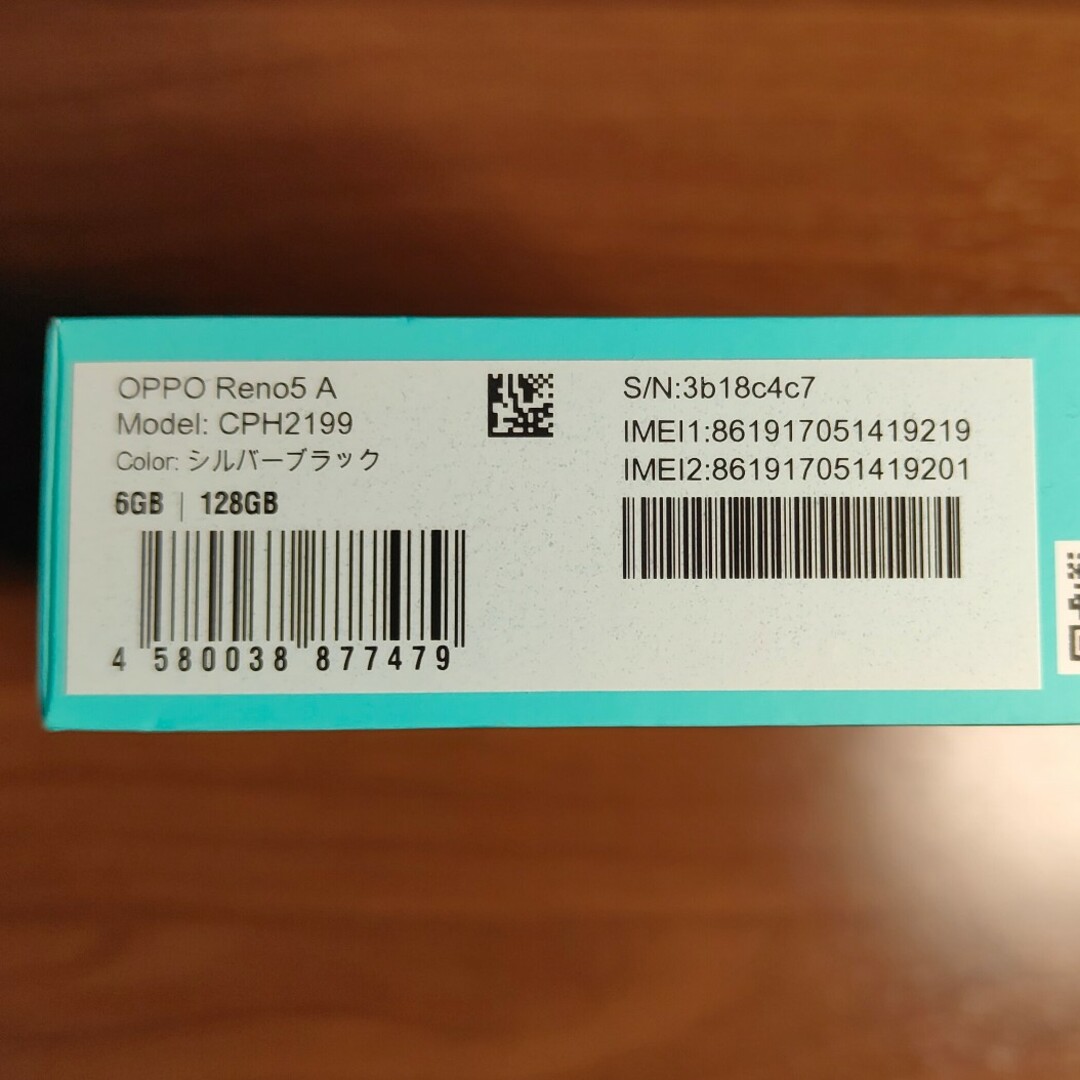 OPPO Reno5 A
Model: CPH2199
Color: シルバーブラック
6GB | 128GB
4 580038 877479
S/N:3b18c4c7
IMEI1:861917051419219
IMEI2:861917051419201